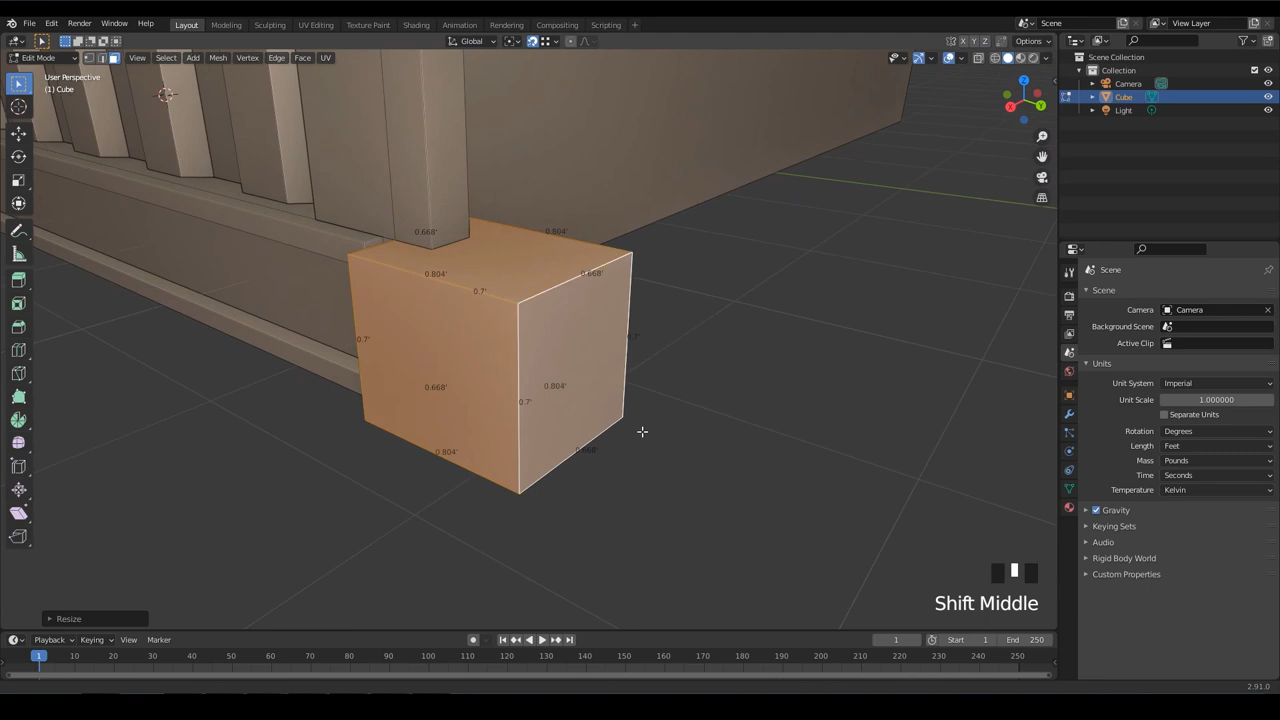 File Edit Render Window Help Layout Modeling Sculpting UV Editing Texture Paint Shading Animation Rendering Compositing Scripting + Scene View Layer
Global Options X Y Z
Edit Mode View Select Add Mesh Vertex Edge Face UV
User Perspective
(1) Cube
Scene Collection
Collection
Camera
Cube
Light
Z
X Y
0.668' 0.804'
0.804' 0.668'
0.7'
0.7' 0.7'
0.668' 0.804'
0.7'
0.804' 0.668'
Scene
Scene
Camera Camera
Background Scene
Active Clip
Units
Unit System Imperial
Unit Scale 1.000000
Separate Units
Rotation Degrees
Length Feet
Mass Pounds
Time Seconds
Temperature Kelvin
Gravity
Keying Sets
Audio
Rigid Body World
Custom Properties
Shift Middle
Resize
Playback Keying View Marker 1 Start 1 End 250
1 10 20 30 40 50 60 70 80 90 100 110 120 130 140 150 160 170 180 190 200 210 220 230 240 250
2.91.0